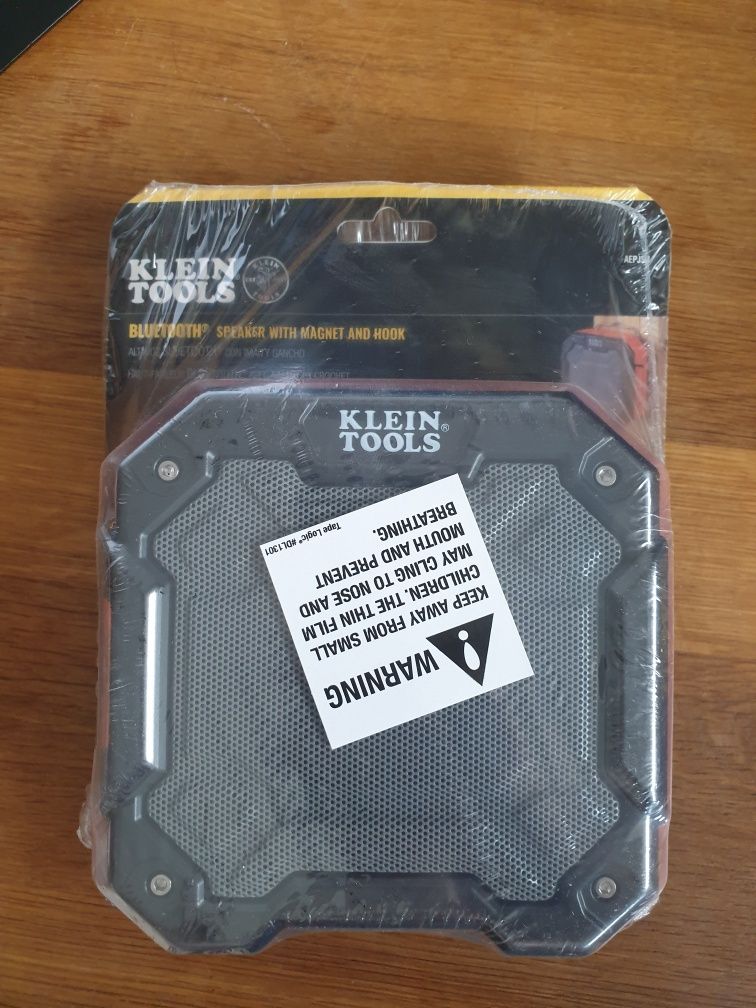 KLEIN
TOOLS
BLUETOOTH® SPEAKER WITH MAGNET AND HOOK
GANCHO
KLEIN®
TOOLS
WARNING
KEEP AWAY FROM SMALL
CHILDREN. THE THIN FILM
MAY CLING TO NOSE AND
MOUTH AND PREVENT
BREATHING.
Tape Logic® #DL1301